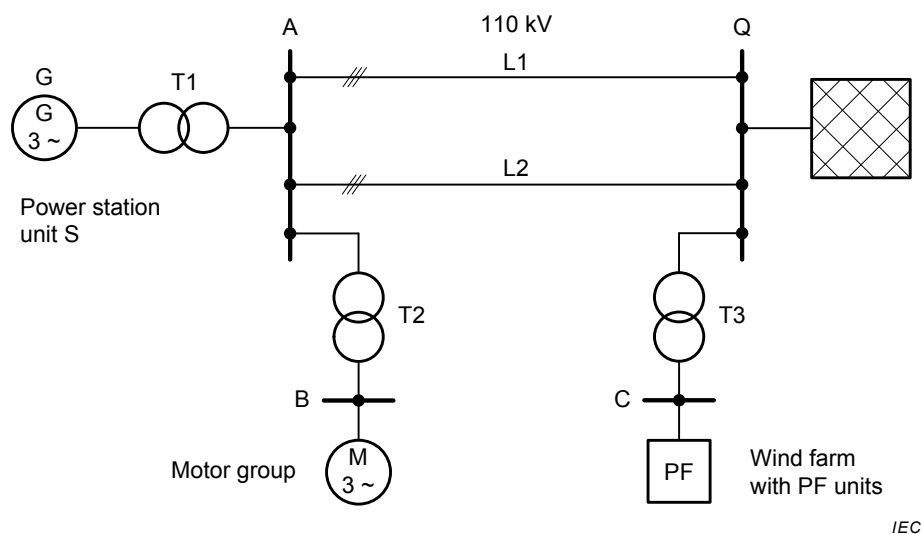 A
110 kV
Q
L1
G
T1
G
3 ~
L2
Power station
unit S
T2
T3
B
C
Motor group
M
3 ~
PF
Wind farm
with PF units
IEC